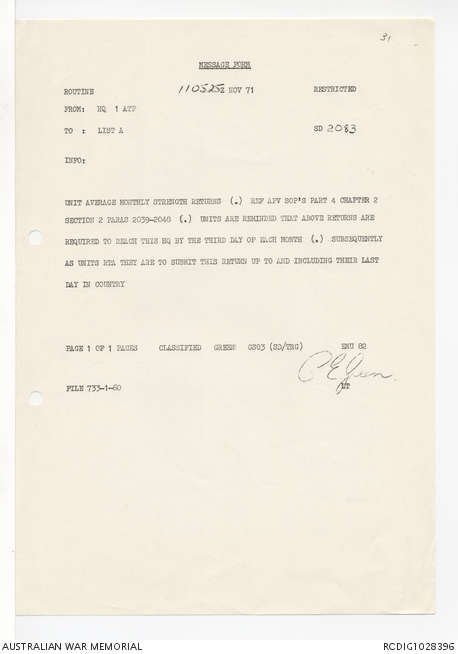 31
MESSAGE FORM
ROUTINE 110525Z NOV 71 RESTRICTED
FROM: HQ 1 ATF
TO : LIST A SD 2083
INFO:
UNIT AVERAGE MONTHLY STRENGTH RETURNS (.) REF AFV SOP'S PART 4 CHAPTER 2
SECTION 2 PARAS 2039-2048 (.) UNITS ARE REMINDED THAT ABOVE RETURNS ARE
REQUIRED TO REACH THIS HQ BY THE THIRD DAY OF EACH MONTH (.) SUBSEQUENTLY
AS UNITS RTA THEY ARE TO SUBMIT THIS RETURN UP TO AND INCLUDING THEIR LAST
DAY IN COUNTRY
PAGE 1 OF 1 PAGES CLASSIFIED GREEN GSO3 (SD/TRG) EMU 82
P E Green.
FILE 733-1-60 LT
AUSTRALIAN WAR MEMORIAL RCDIG1028396